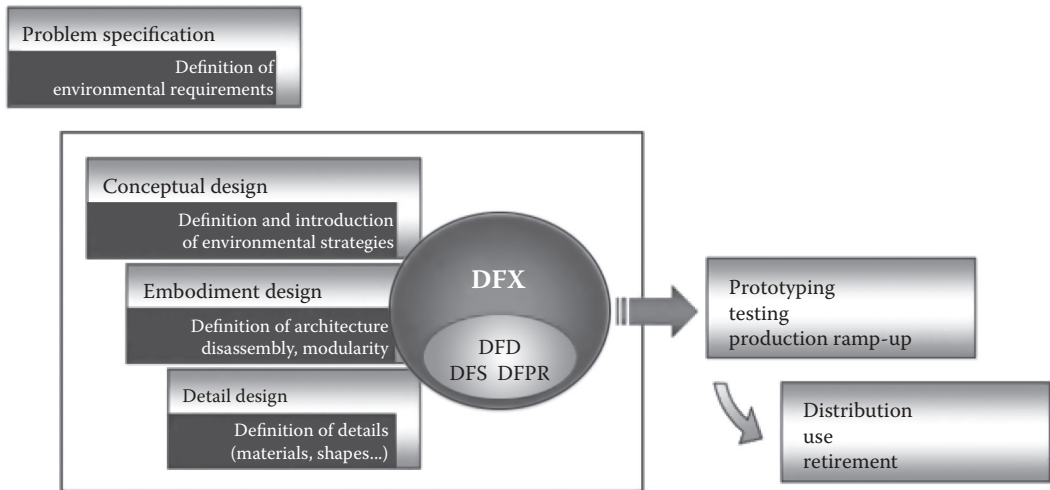 Problem specification
Definition of
environmental requirements
Conceptual design
Definition and introduction
of environmental strategies
Embodiment design
Definition of architecture
disassembly, modularity
Detail design
Definition of details
(materials, shapes...)
DFX
DFD
DFS DFPR
Prototyping
testing
production ramp-up
Distribution
use
retirement